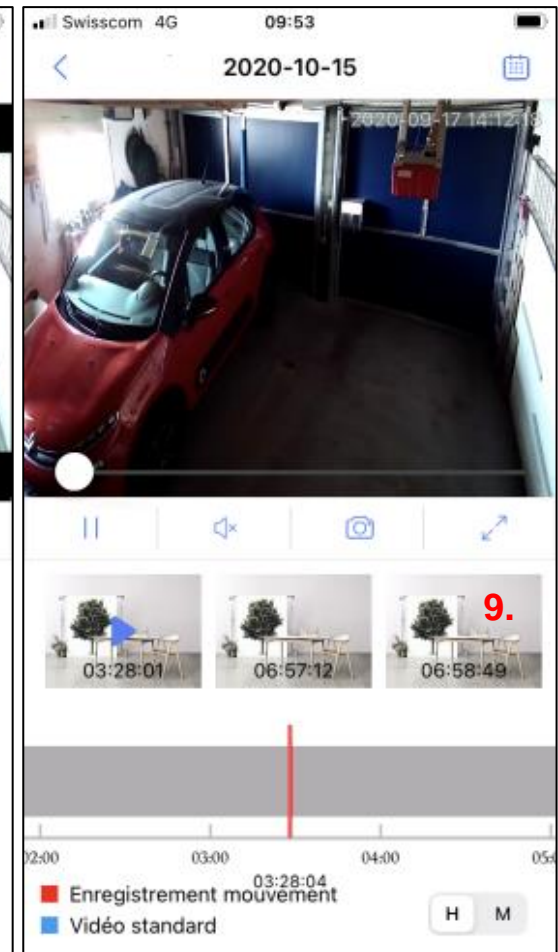 Swisscom 4G 09:53
2020-10-15
2020-09-17 14:12:18
9.
03:28:01 06:57:12 06:58:49
02:00 03:00 04:00 05:0
03:28:04
Enregistrement mouvement
Vidéo standard
H M